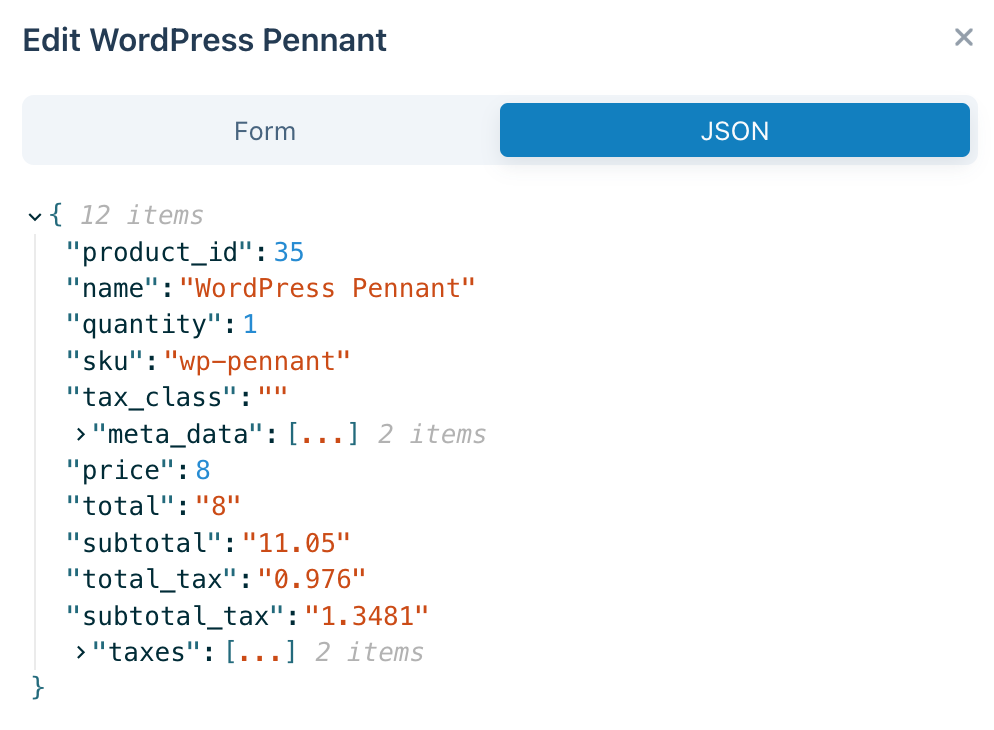 Edit WordPress Pennant
Form
JSON
{ 12 items
"product_id": 35
"name": "WordPress Pennant"
"quantity": 1
"sku": "wp-pennant"
"tax_class": ""
"meta_data": [...] 2 items
"price": 8
"total": "8"
"subtotal": "11.05"
"total_tax": "0.976"
"subtotal_tax": "1.3481"
"taxes": [...] 2 items
}